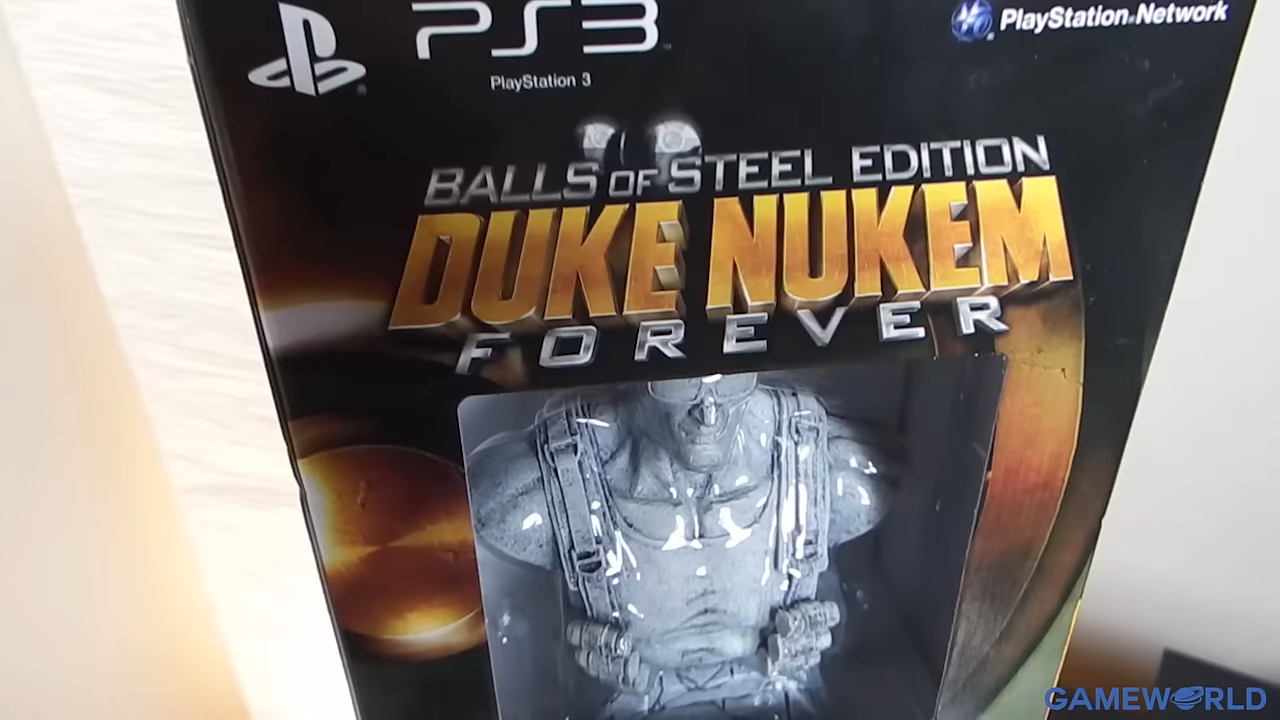 PS3
PlayStation 3
PlayStation Network
BALLS OF STEEL EDITION
DUKE NUKEM
FOREVER
GAMEWORLD